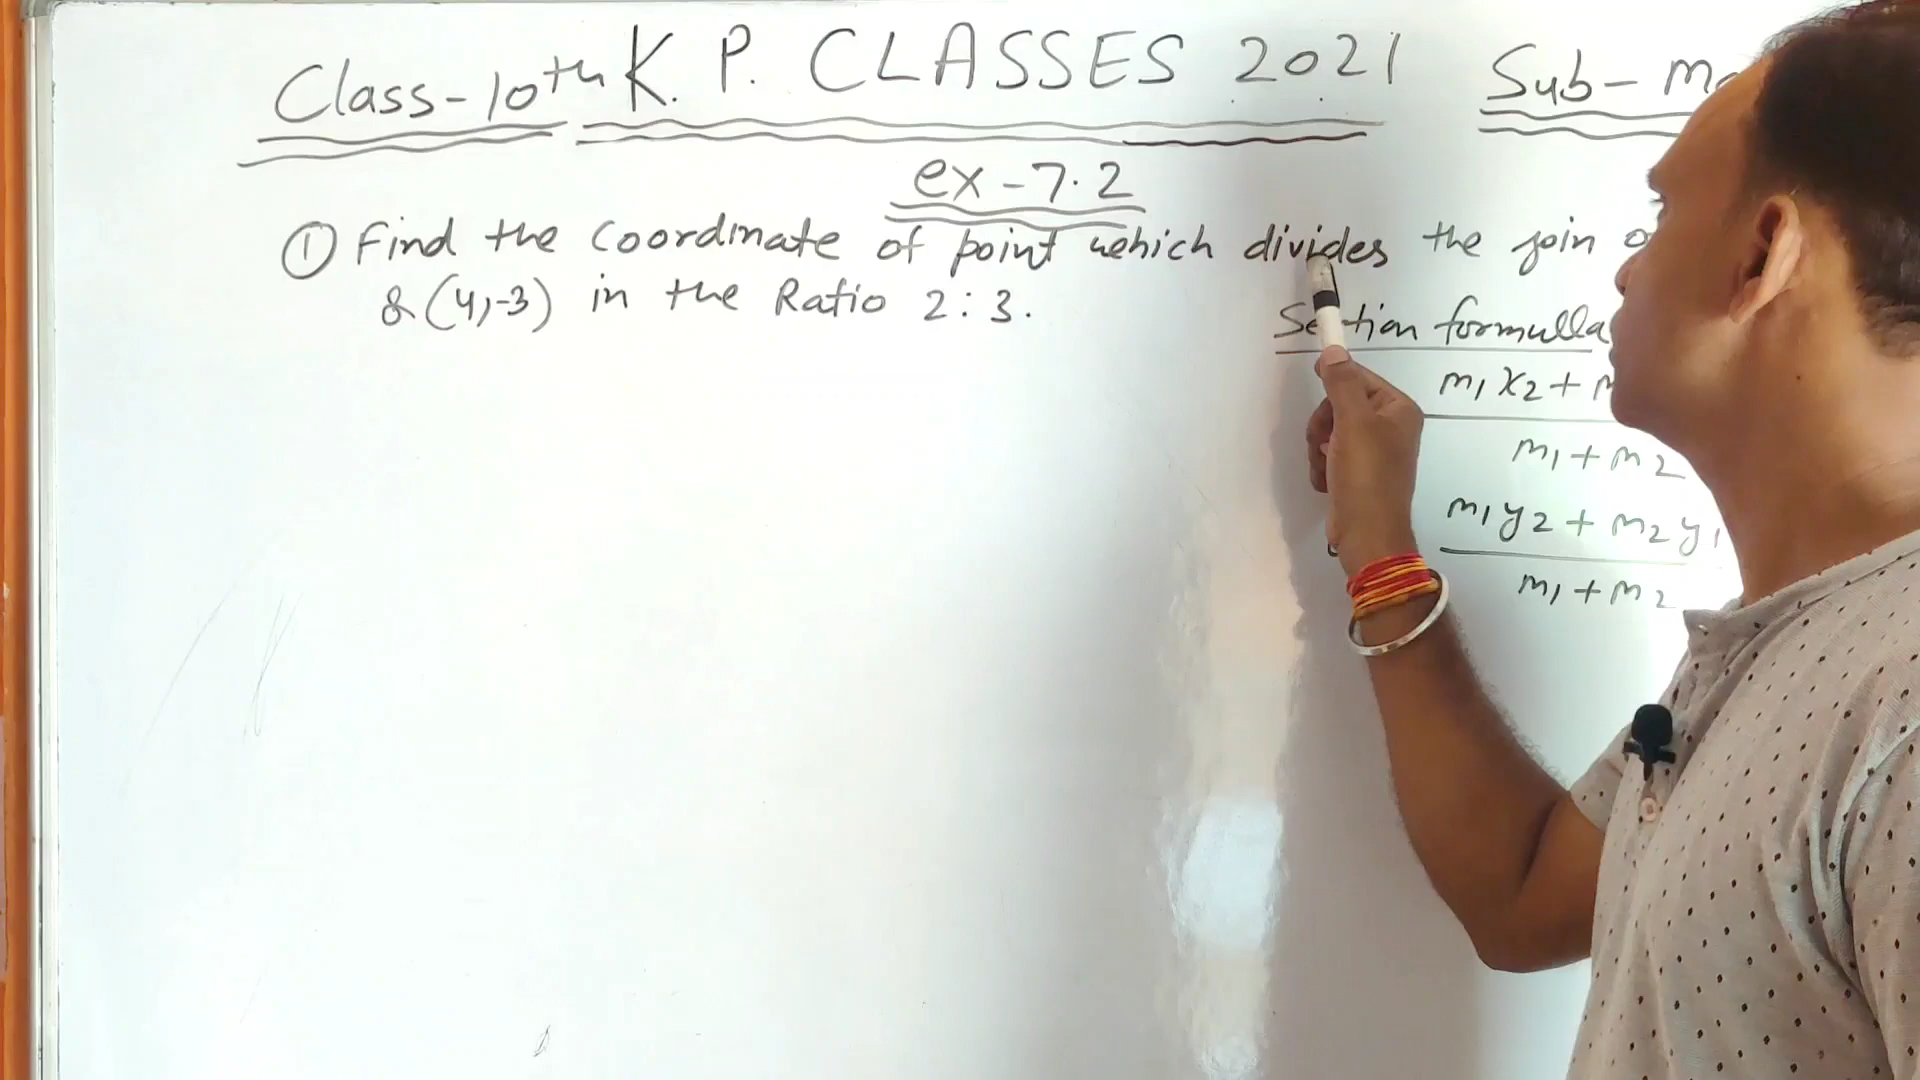 Class-10th K. P. CLASSES 2021 Sub-
ex-7.2
① Find the Coordinate of point which divides the join
& (4,-3) in the Ratio 2:3.
Section formulla
m1x2+
m1+m2
m1y2+m2y1
m1+m2